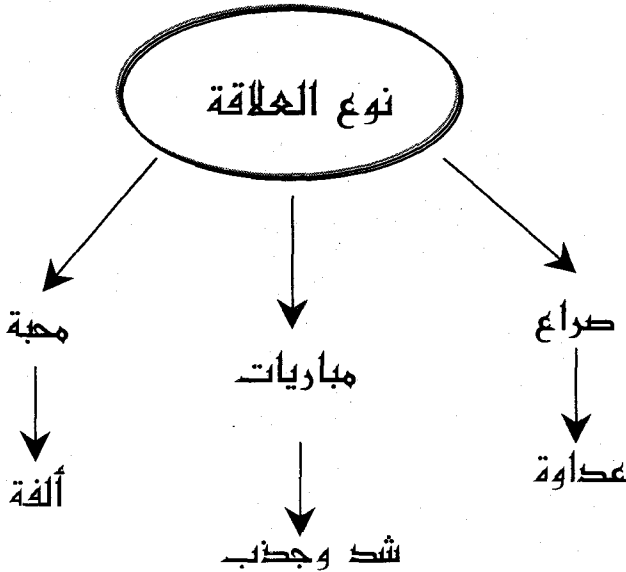 نوع العلاقة
صراع
محبة
مباريات
عداوة
ألفة
شد وجذب